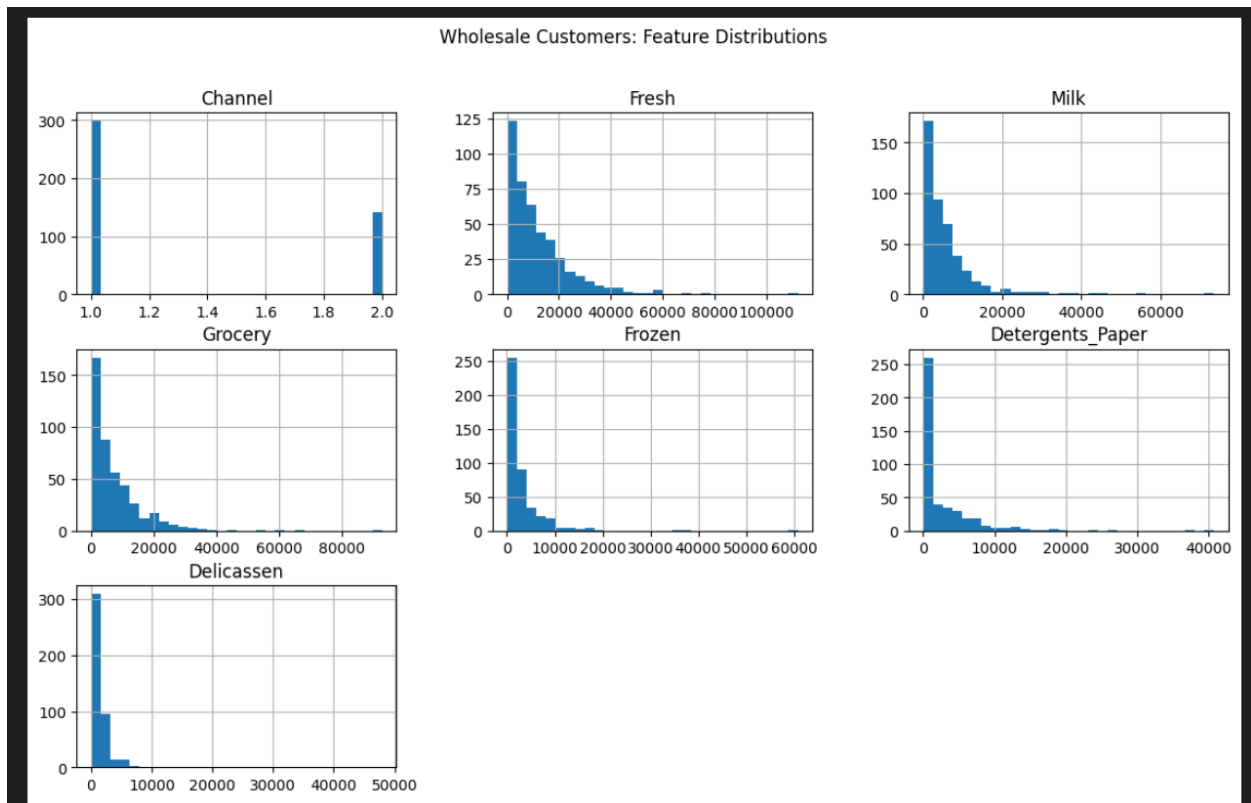 Wholesale Customers: Feature Distributions
Channel
300
200
100
0
1.0 1.2 1.4 1.6 1.8 2.0
Fresh
125
100
75
50
25
0
0 20000 40000 60000 80000 100000
Milk
150
100
50
0
0 20000 40000 60000
Grocery
150
100
50
0
0 20000 40000 60000 80000
Frozen
250
200
150
100
50
0
0 10000 20000 30000 40000 50000 60000
Detergents_Paper
250
200
150
100
50
0
0 10000 20000 30000 40000
Delicassen
300
200
100
0
0 10000 20000 30000 40000 50000